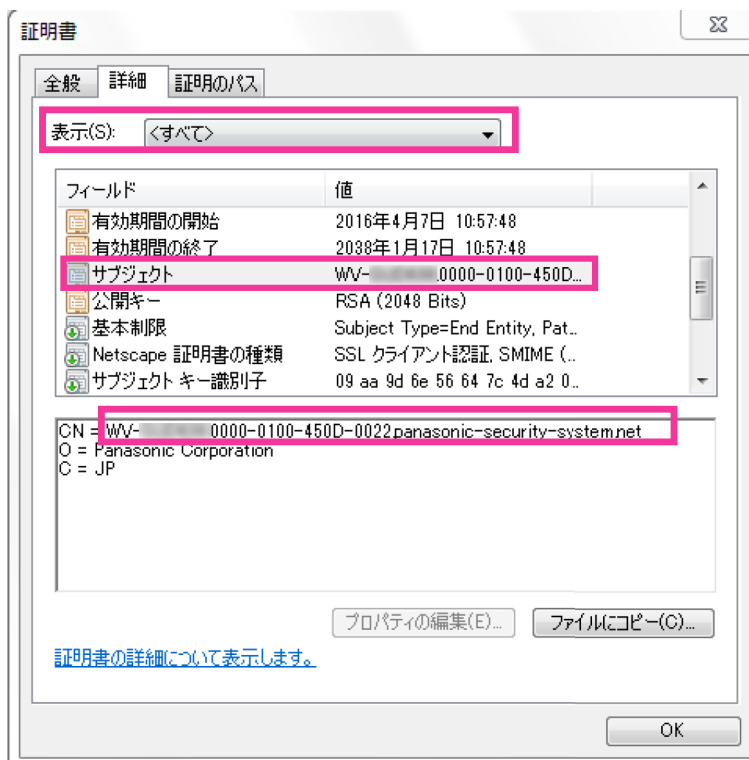 証明書
全般 詳細 証明のパス
表示(S): <すべて>
フィールド 値
有効期間の開始 2016年4月7日 10:57:48
有効期間の終了 2038年1月17日 10:57:48
サブジェクト WV- .0000-0100-450D...
公開キー RSA (2048 Bits)
基本制限 Subject Type=End Entity, Pat...
Netscape 証明書の種類 SSL クライアント認証, SMIME (...
サブジェクト キー識別子 09 aa 9d 6e 56 64 7c 4d a2 0...
CN = WV- 0000-0100-450D-0022.panasonic-security-system.net
O = Panasonic Corporation
C = JP
プロパティの編集(E)... ファイルにコピー(C)...
証明書の詳細について表示します。
OK